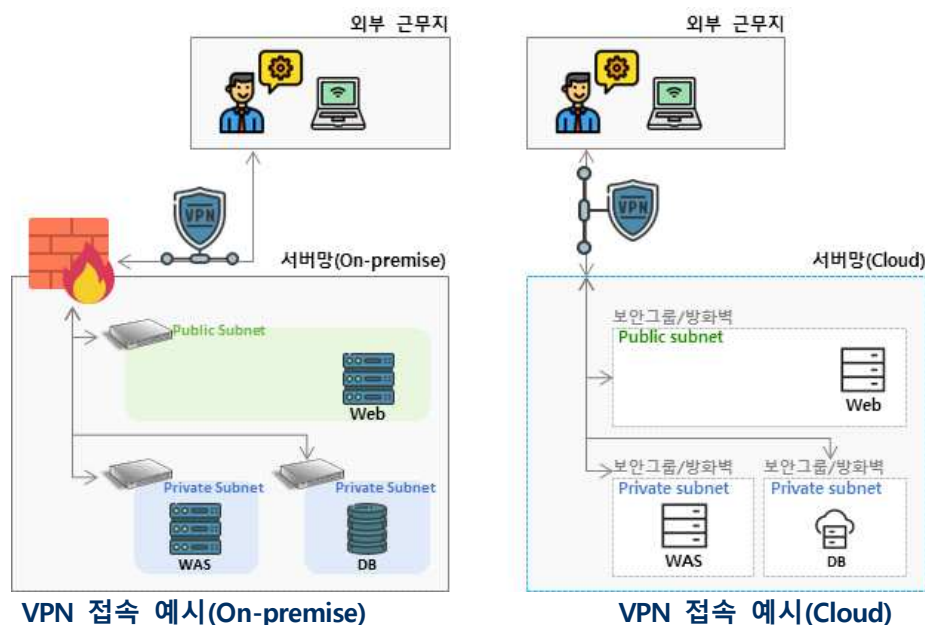 외부 근무지
VPN
서버망(On-premise)
Public Subnet
Web
Private Subnet
WAS
Private Subnet
DB
VPN 접속 예시(On-premise)
외부 근무지
VPN
서버망(Cloud)
보안그룹/방화벽
Public subnet
Web
보안그룹/방화벽
Private subnet
WAS
보안그룹/방화벽
Private subnet
DB
VPN 접속 예시(Cloud)